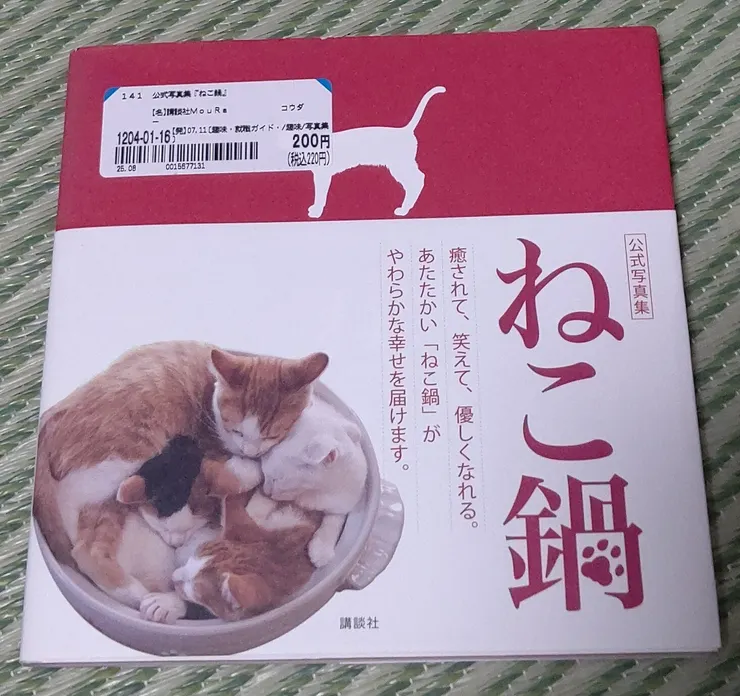 141 公式写真集『ねこ鍋』
【名】講談社MouRa
コウダ
ー
1204-01-16
【発】07.11〔趣味・就職ガイド・/趣味/写真集〕
200円
(税込220円)
25.08
0015577131
公式写真集
ねこ鍋
癒されて、笑えて、優しくなれる。
あたたかい「ねこ鍋」が
やわらかな幸せを届けます。
講談社